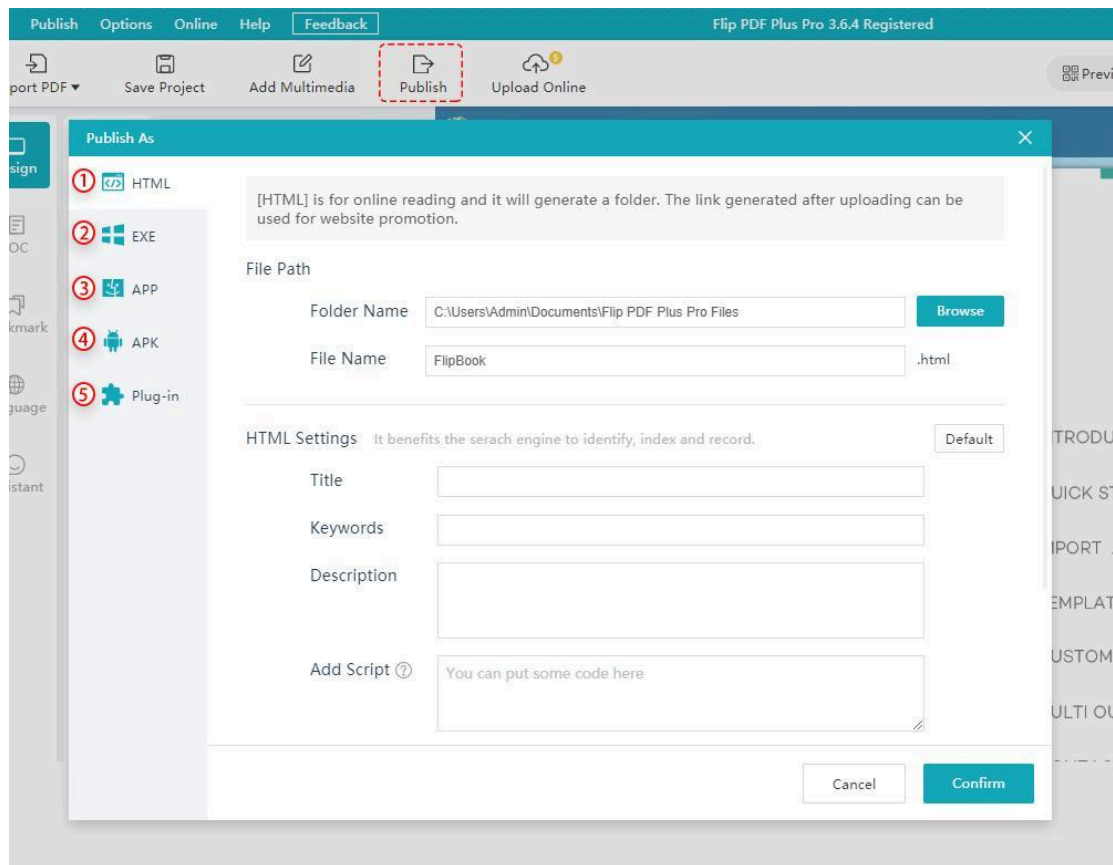 Publish Options Online Help Feedback Flip PDF Plus Pro 3.6.4 Registered
port PDF Save Project Add Multimedia Publish Upload Online Previ
sign
OC
kmark
guage
istant
Publish As
① HTML
② EXE
③ APP
④ APK
⑤ Plug-in
[HTML] is for online reading and it will generate a folder. The link generated after uploading can be
used for website promotion.
File Path
Folder Name C:\Users\Admin\Documents\Flip PDF Plus Pro Files Browse
File Name FlipBook .html
HTML Settings It benefits the serach engine to identify, index and record. Default
Title
Keywords
Description
Add Script ? You can put some code here
Cancel Confirm
TRODU
UICK ST
IPORT
EMPLAT
USTOM
ULTI OU